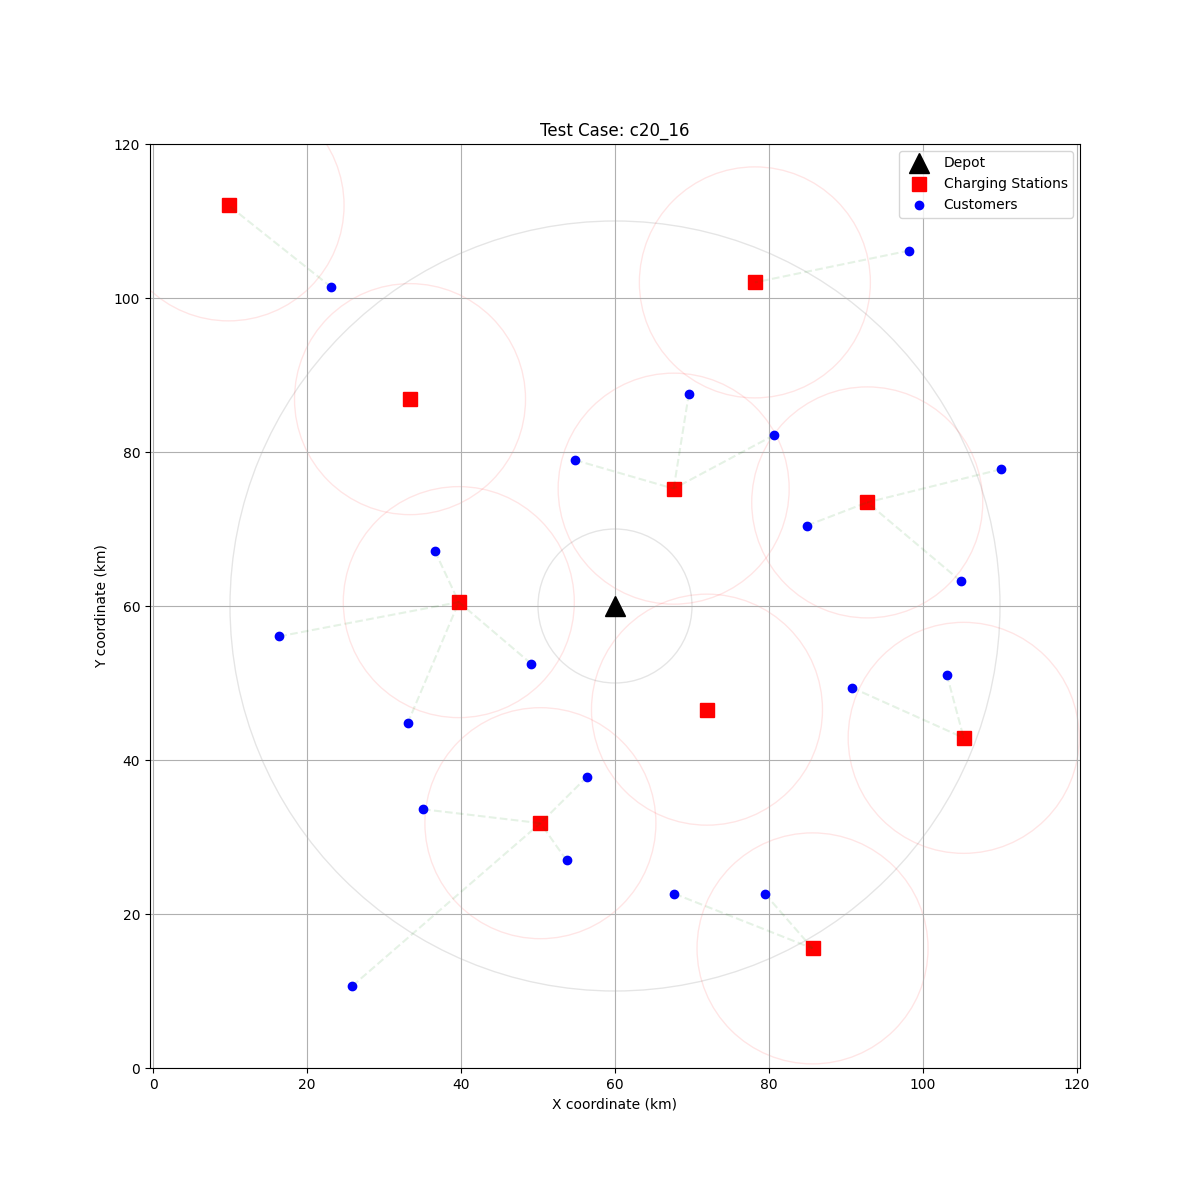 Test Case: c20_16
Depot
Charging Stations
Customers
120
100
80
60
40
20
0
Y coordinate (km)
0 20 40 60 80 100 120
X coordinate (km)